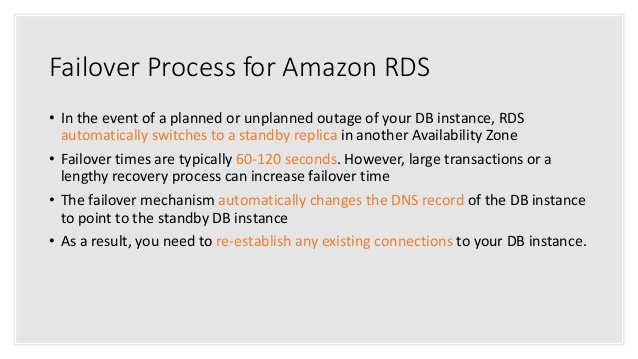 Failover Process for Amazon RDS
• In the event of a planned or unplanned outage of your DB instance, RDS
automatically switches to a standby replica in another Availability Zone
• Failover times are typically 60-120 seconds. However, large transactions or a
lengthy recovery process can increase failover time
• The failover mechanism automatically changes the DNS record of the DB instance
to point to the standby DB instance
• As a result, you need to re-establish any existing connections to your DB instance.